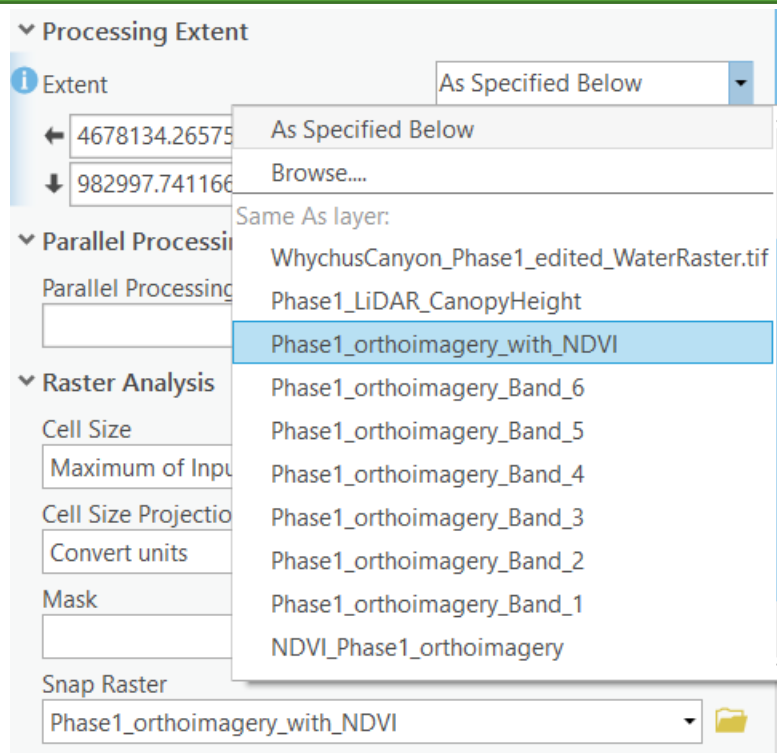 Processing Extent
Extent
As Specified Below
4678134.26575
As Specified Below
982997.741166
Browse....
Same As layer:
WhychusCanyon_Phase1_edited_WaterRaster.tif
Phase1_LiDAR_CanopyHeight
Phase1_orthoimagery_with_NDVI
Phase1_orthoimagery_Band_6
Phase1_orthoimagery_Band_5
Phase1_orthoimagery_Band_4
Phase1_orthoimagery_Band_3
Phase1_orthoimagery_Band_2
Phase1_orthoimagery_Band_1
NDVI_Phase1_orthoimagery
Parallel Processi
Parallel Processing
Raster Analysis
Cell Size
Maximum of Inpu
Cell Size Projectio
Convert units
Mask
Snap Raster
Phase1_orthoimagery_with_NDVI